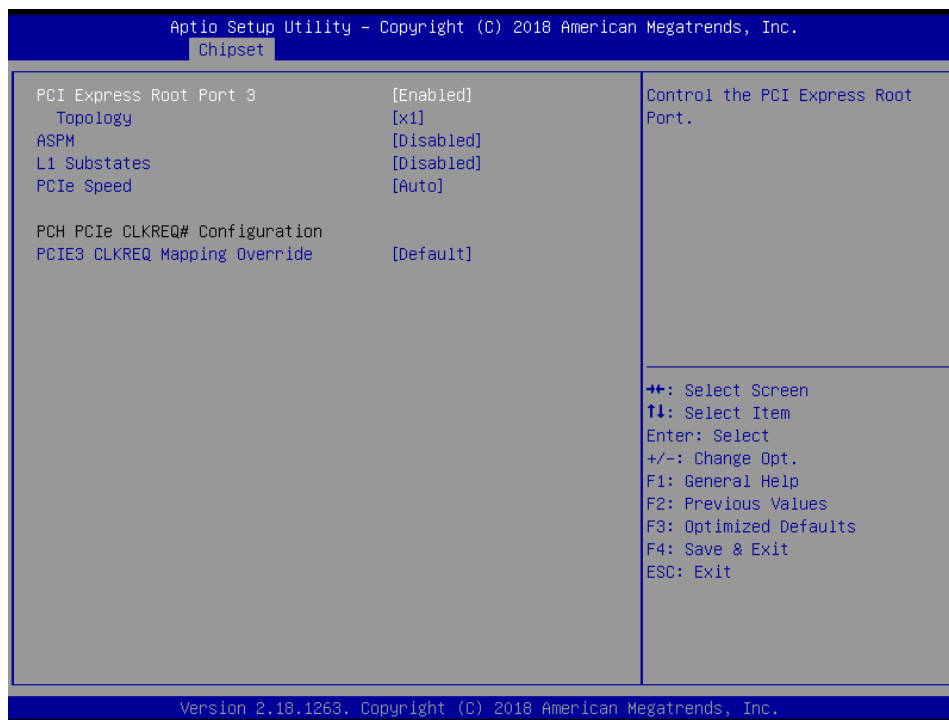 Aptio Setup Utility – Copyright (C) 2018 American Megatrends, Inc.
Chipset
PCI Express Root Port 3 [Enabled]
Topology [x1]
ASPM [Disabled]
L1 Substates [Disabled]
PCIe Speed [Auto]
PCH PCIe CLKREQ# Configuration
PCIE3 CLKREQ Mapping Override [Default]
Control the PCI Express Root
Port.
→←: Select Screen
↑↓: Select Item
Enter: Select
+/-: Change Opt.
F1: General Help
F2: Previous Values
F3: Optimized Defaults
F4: Save & Exit
ESC: Exit
Version 2.18.1263. Copyright (C) 2018 American Megatrends, Inc.